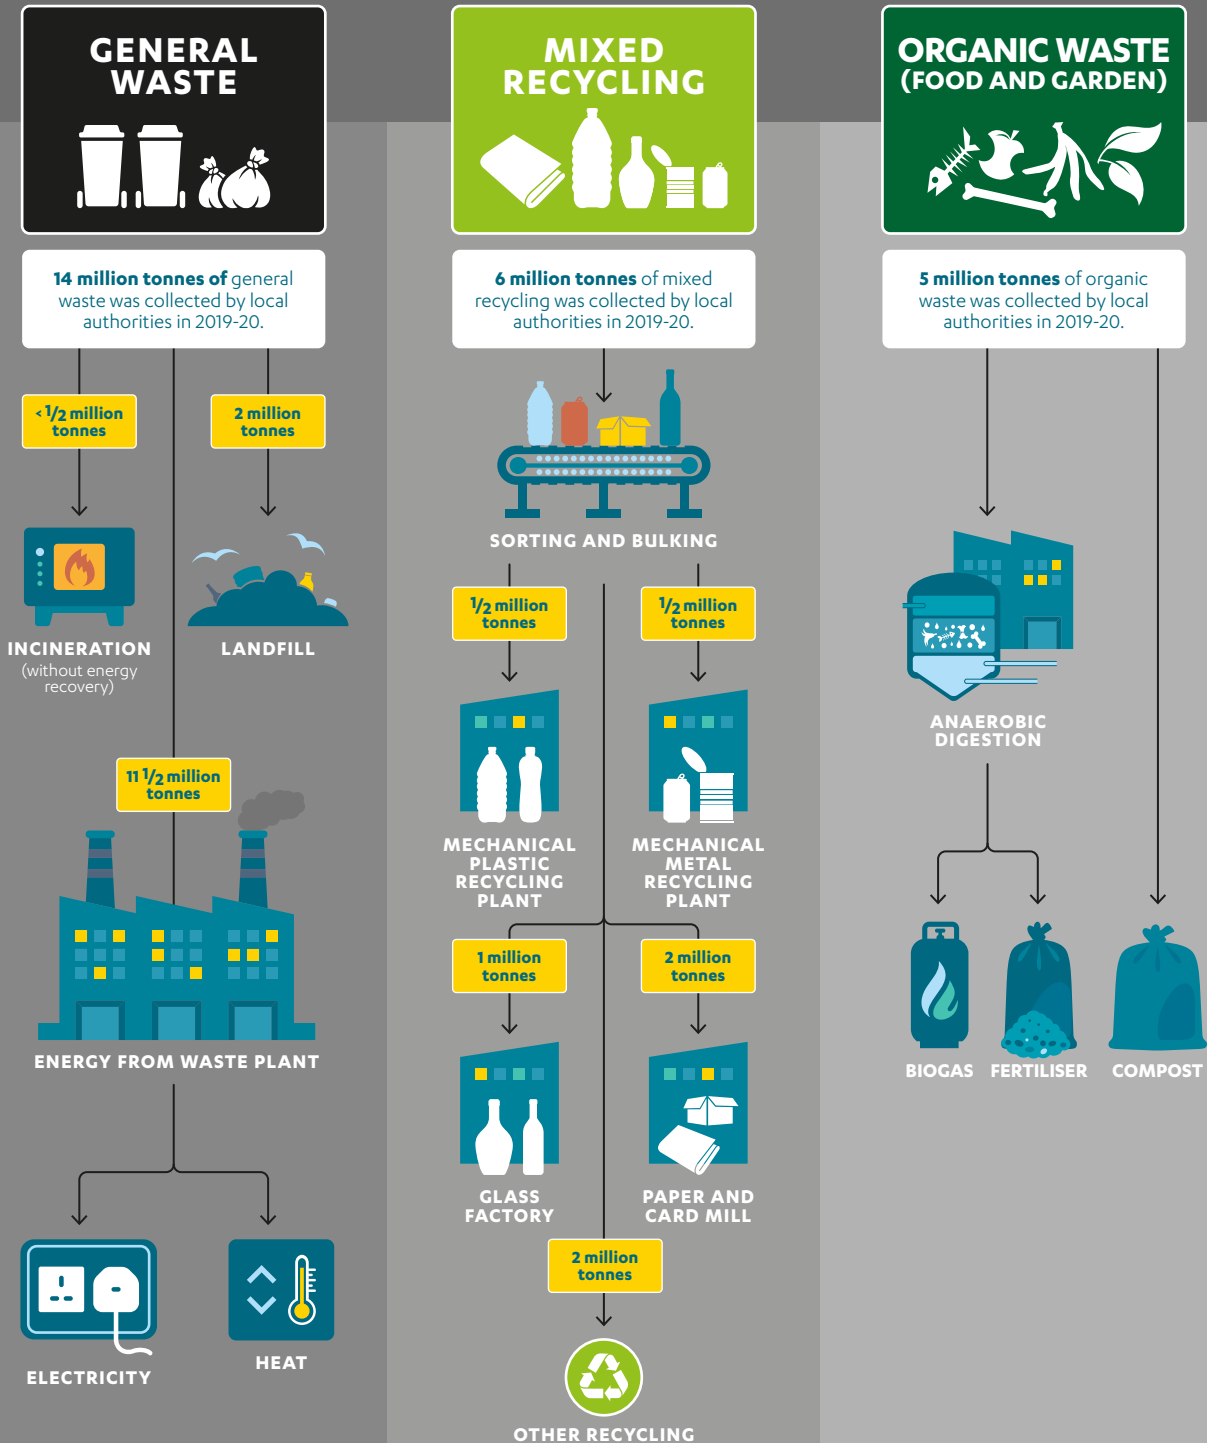 GENERAL
WASTE
14 million tonnes of general
waste was collected by local
authorities in 2019-20.
< 1/2 million
tonnes
2 million
tonnes
INCINERATION
(without energy
recovery)
LANDFILL
11 1/2 million
tonnes
ENERGY FROM WASTE PLANT
ELECTRICITY
HEAT
MIXED
RECYCLING
6 million tonnes of mixed
recycling was collected by local
authorities in 2019-20.
SORTING AND BULKING
1/2 million
tonnes
1/2 million
tonnes
MECHANICAL
PLASTIC
RECYCLING
PLANT
MECHANICAL
METAL
RECYCLING
PLANT
1 million
tonnes
2 million
tonnes
GLASS
FACTORY
PAPER AND
CARD MILL
2 million
tonnes
OTHER RECYCLING
ORGANIC WASTE
(FOOD AND GARDEN)
5 million tonnes of organic
waste was collected by local
authorities in 2019-20.
ANAEROBIC
DIGESTION
BIOGAS
FERTILISER
COMPOST